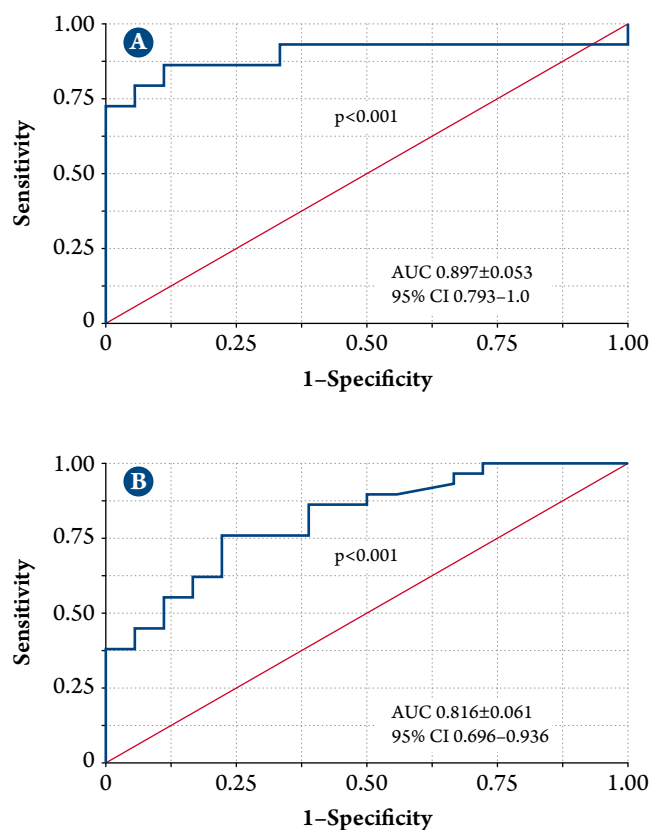 A
1.00
0.75
0.50
0.25
0
Sensitivity
p<0.001
AUC 0.897±0.053
95% CI 0.793–1.0
0 0.25 0.50 0.75 1.00
1–Specificity
B
1.00
0.75
0.50
0.25
0
Sensitivity
p<0.001
AUC 0.816±0.061
95% CI 0.696–0.936
0 0.25 0.50 0.75 1.00
1–Specificity